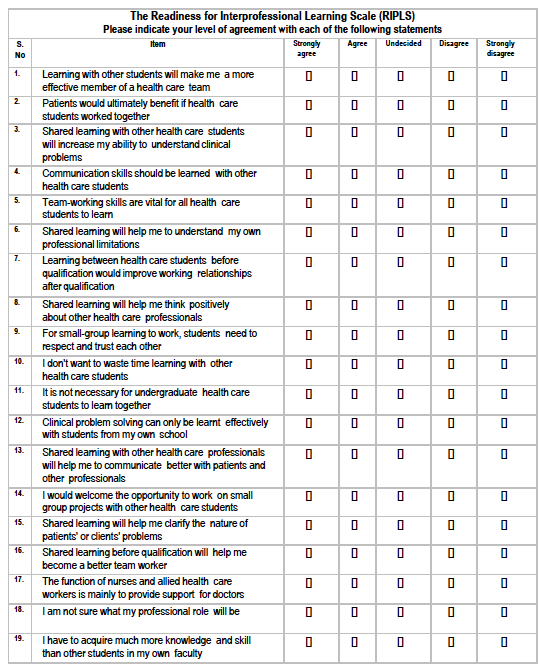 The Readiness for Interprofessional Learning Scale (RIPLS)
Please indicate your level of agreement with each of the following statements
S. No Item Strongly agree Agree Undecided Disagree Strongly disagree
1. Learning with other students will make me a more
effective member of a health care team
2. Patients would ultimately benefit if health care
students worked together
3. Shared learning with other health care students
will increase my ability to understand clinical
problems
4. Communication skills should be learned with other
health care students
5. Team-working skills are vital for all health care
students to learn
6. Shared learning will help me to understand my own
professional limitations
7. Learning between health care students before
qualification would improve working relationships
after qualification
8. Shared learning will help me think positively
about other health care professionals
9. For small-group learning to work, students need to
respect and trust each other
10. I don't want to waste time learning with other
health care students
11. It is not necessary for undergraduate health care
students to learn together
12. Clinical problem solving can only be learnt effectively
with students from my own school
13. Shared learning with other health care professionals
will help me to communicate better with patients and
other professionals
14. I would welcome the opportunity to work on small
group projects with other health care students
15. Shared learning will help me clarify the nature of
patients' or clients' problems
16. Shared learning before qualification will help me
become a better team worker
17. The function of nurses and allied health care
workers is mainly to provide support for doctors
18. I am not sure what my professional role will be
19. I have to acquire much more knowledge and skill
than other students in my own faculty